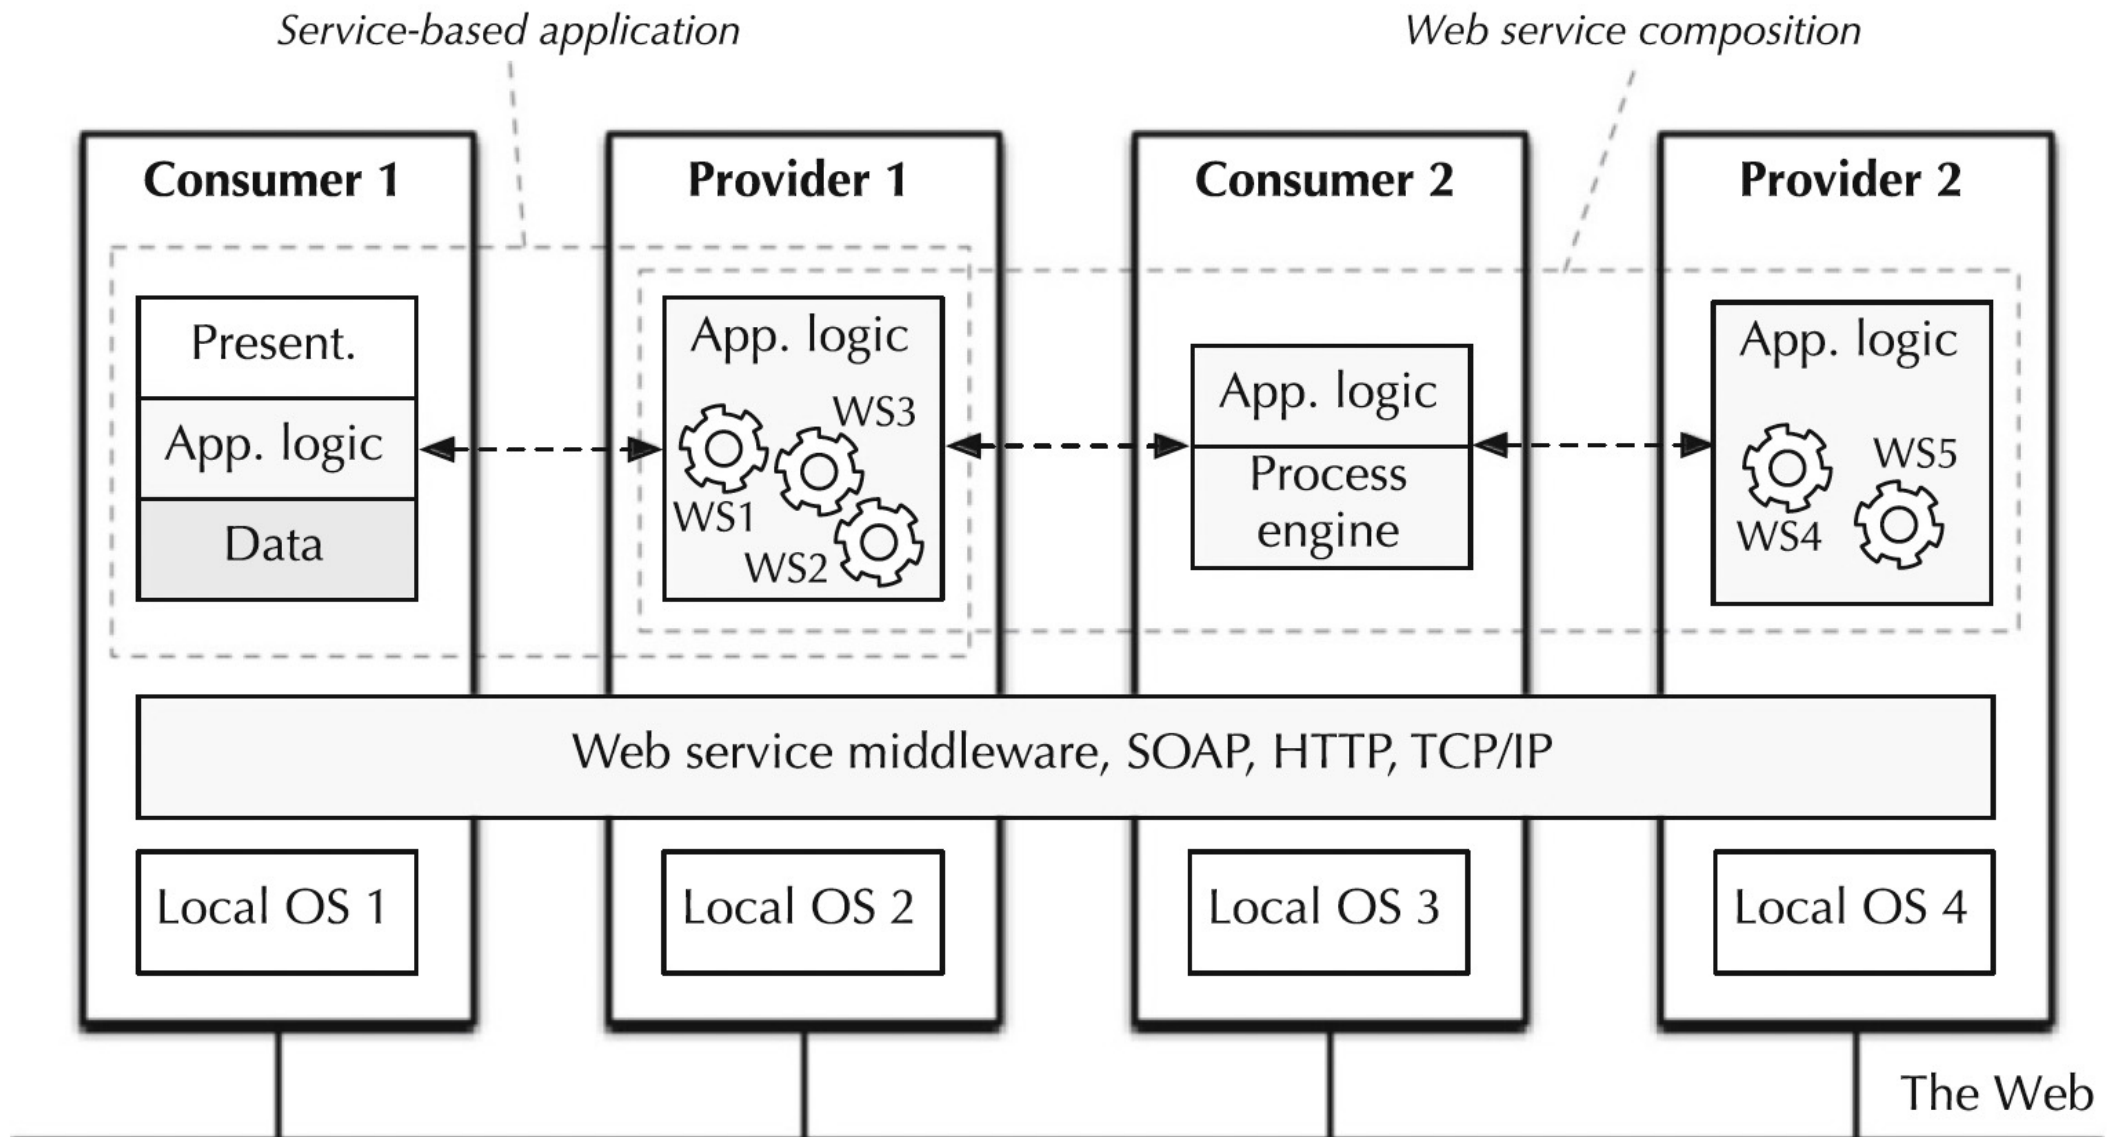 Service-based application
Web service composition
Consumer 1
Provider 1
Consumer 2
Provider 2
Present.
App. logic
Data
App. logic
WS3
WS1
WS2
App. logic
Process
engine
App. logic
WS5
WS4
Web service middleware, SOAP, HTTP, TCP/IP
Local OS 1
Local OS 2
Local OS 3
Local OS 4
The Web